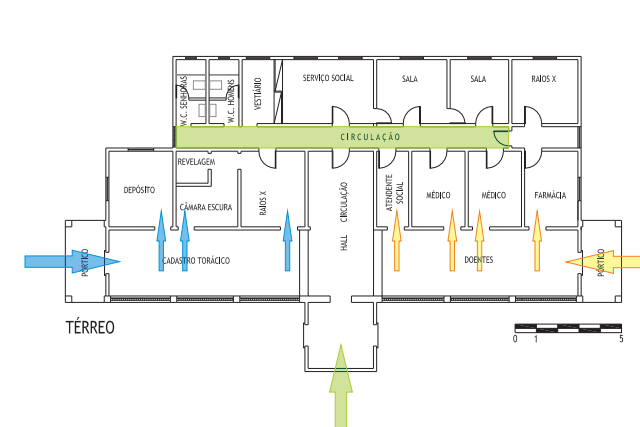 W.C. SENHORAS
W.C. HOMENS
VESTIÁRIO
SERVIÇO SOCIAL
SALA
SALA
RAIOS X
CIRCULAÇÃO
REVELAGEM
DEPÓSITO
CÂMARA ESCURA
RAÍOS X
HALL CIRCULAÇÃO
ATENDENTE
SOCIAL
MÉDICO
MÉDICO
FARMÁCIA
PÓRTICO
CADASTRO TORÁCICO
DOENTES
PÓRTICO
TÉRREO
0 1 5